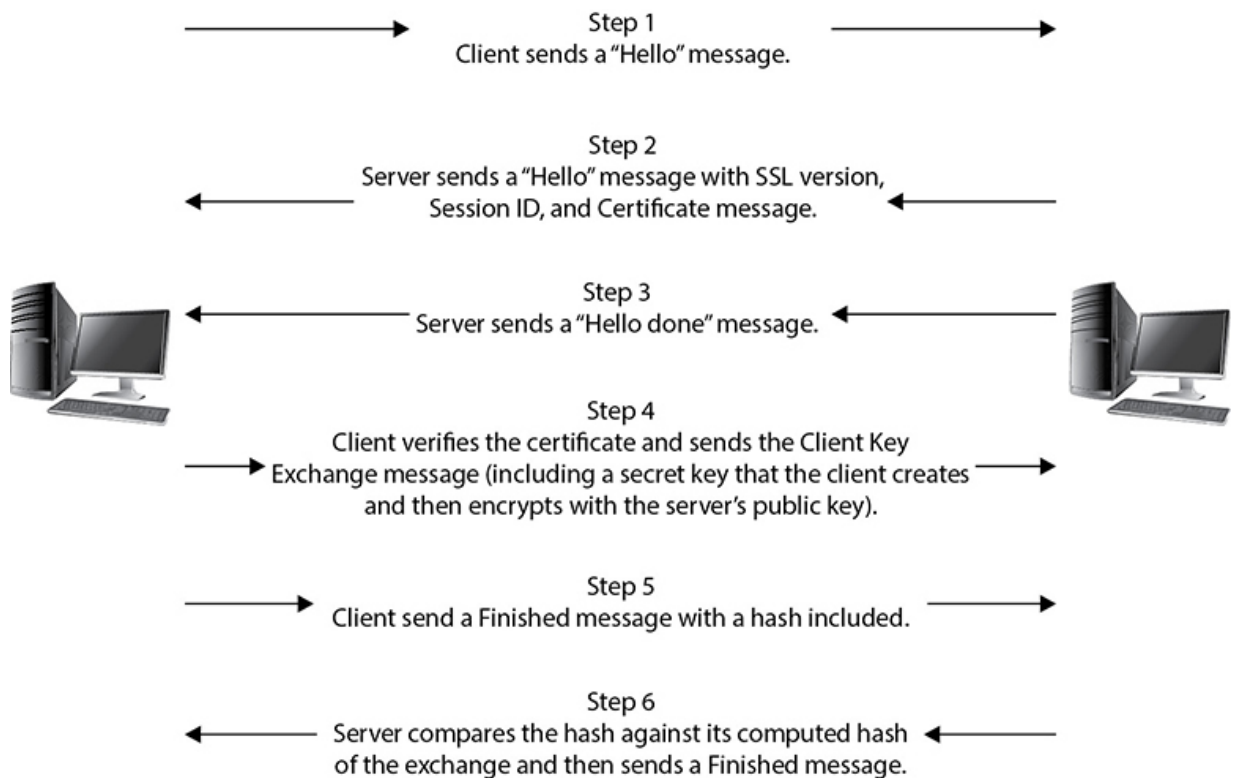 Step 1
Client sends a “Hello” message.
Step 2
Server sends a “Hello” message with SSL version,
Session ID, and Certificate message.
Step 3
Server sends a “Hello done” message.
Step 4
Client verifies the certificate and sends the Client Key
Exchange message (including a secret key that the client creates
and then encrypts with the server’s public key).
Step 5
Client send a Finished message with a hash included.
Step 6
Server compares the hash against its computed hash
of the exchange and then sends a Finished message.